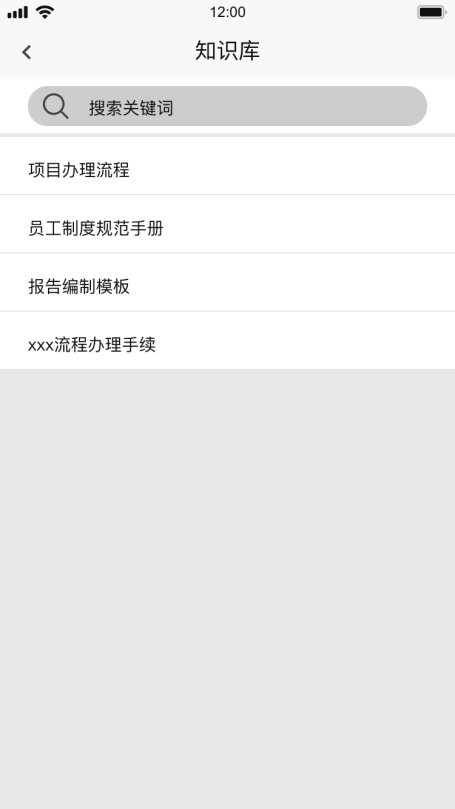 12:00
知识库
搜索关键词
项目办理流程
员工制度规范手册
报告编制模板
xxx流程办理手续